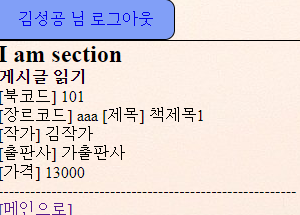 김성공 님 로그아웃
I am section
게시글 읽기
[북코드] 101
[장르코드] aaa [제목] 책제목1
[작가] 김작가
[출판사] 가출판사
[가격] 13000
--------------------------------------------------------------------------
[메인으로]